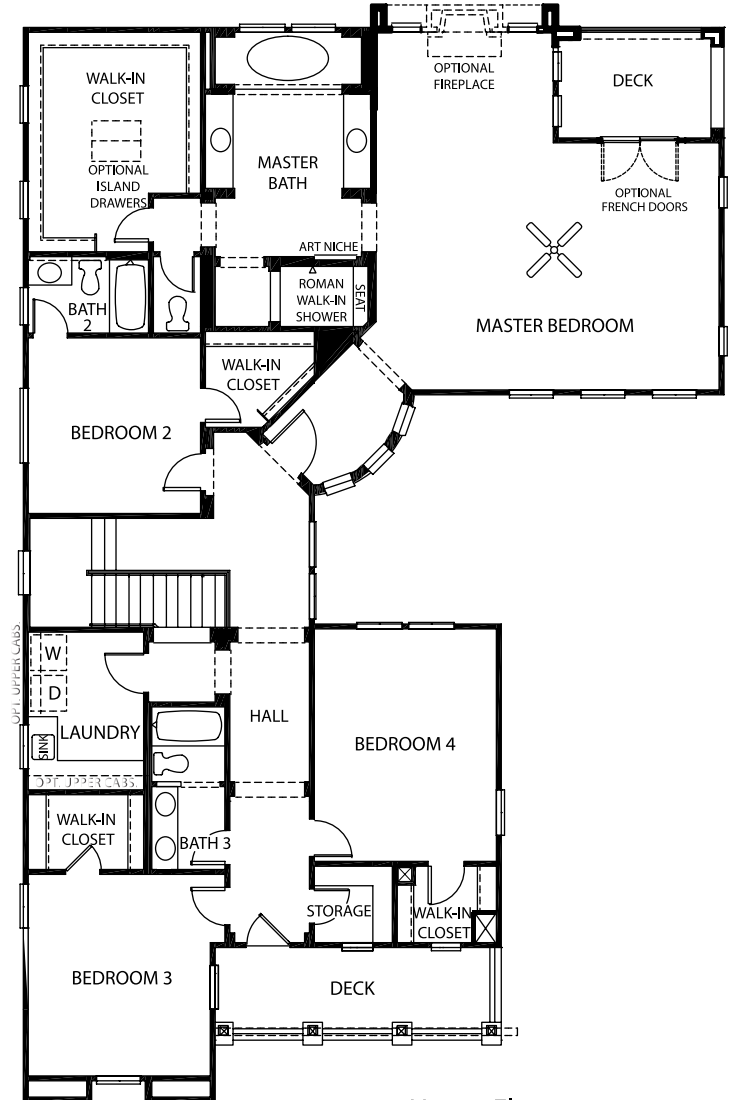 OPTIONAL
FIREPLACE
WALK-IN
CLOSET
DECK
OPTIONAL
ISLAND
DRAWERS
MASTER
BATH
OPTIONAL
FRENCH DOORS
ART NICHE
ROMAN
WALK-IN
SHOWER
SEAT
BATH
2
MASTER BEDROOM
WALK-IN
CLOSET
BEDROOM 2
OPT. UPPER CABS.
W
D
LAUNDRY
SINK
OPT. UPPER CABS.
HALL
BEDROOM 4
WALK-IN
CLOSET
BATH 3
STORAGE
WALK-IN
CLOSET
BEDROOM 3
DECK